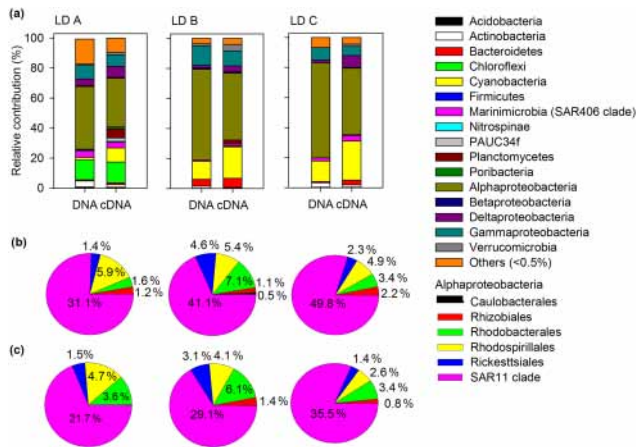 (a)
LD A
LD B
LD C
Relative contribution (%)
100
80
60
40
20
0
DNA cDNA
DNA cDNA
DNA cDNA
Acidobacteria
Actinobacteria
Bacteroidetes
Chloroflexi
Cyanobacteria
Firmicutes
Marinimicrobia (SAR406 clade)
Nitrospinae
PAUC34f
Planctomycetes
Poribacteria
Alphaproteobacteria
Betaproteobacteria
Deltaproteobacteria
Gammaproteobacteria
Verrucomicrobia
Others (<0.5%)
Alphaproteobacteria
Caulobacterales
Rhizobiales
Rhodobacterales
Rhodospirillales
Rickesttsiales
SAR11 clade
(b)
1.4 %
5.9 %
1.6 %
1.2 %
31.1%
4.6 %
5.4 %
7.1%
1.1 %
0.5 %
41.1%
2.3 %
4.9 %
3.4 %
2.2 %
49.8%
(c)
1.5 %
4.7 %
3.6%
21.7%
3.1 %
4.1 %
6.1%
1.4 %
29.1%
1.4 %
2.6 %
3.4 %
0.8 %
35.5%